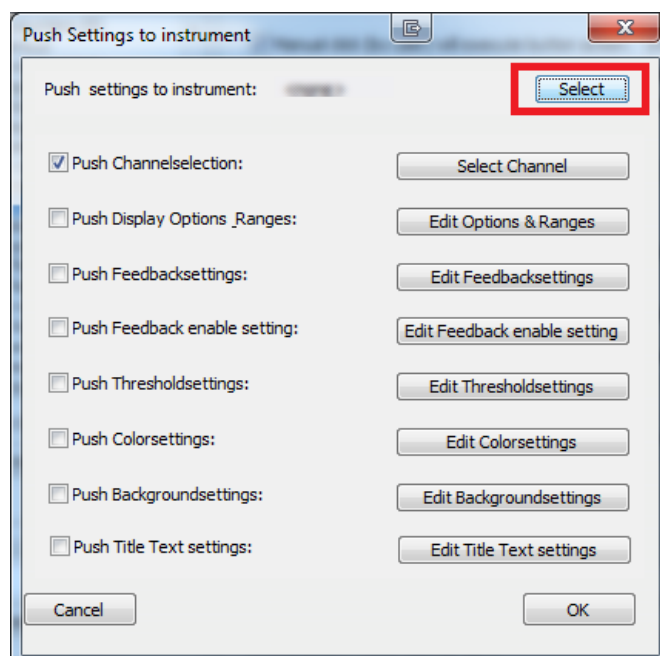 Push Settings to instrument
Push settings to instrument: Select
Push Channelselection: Select Channel
Push Display Options _Ranges: Edit Options & Ranges
Push Feedbacksettings: Edit Feedbacksettings
Push Feedback enable setting: Edit Feedback enable setting
Push Thresholdsettings: Edit Thresholdsettings
Push Colorsettings: Edit Colorsettings
Push Backgroundsettings: Edit Backgroundsettings
Push Title Text settings: Edit Title Text settings
Cancel OK